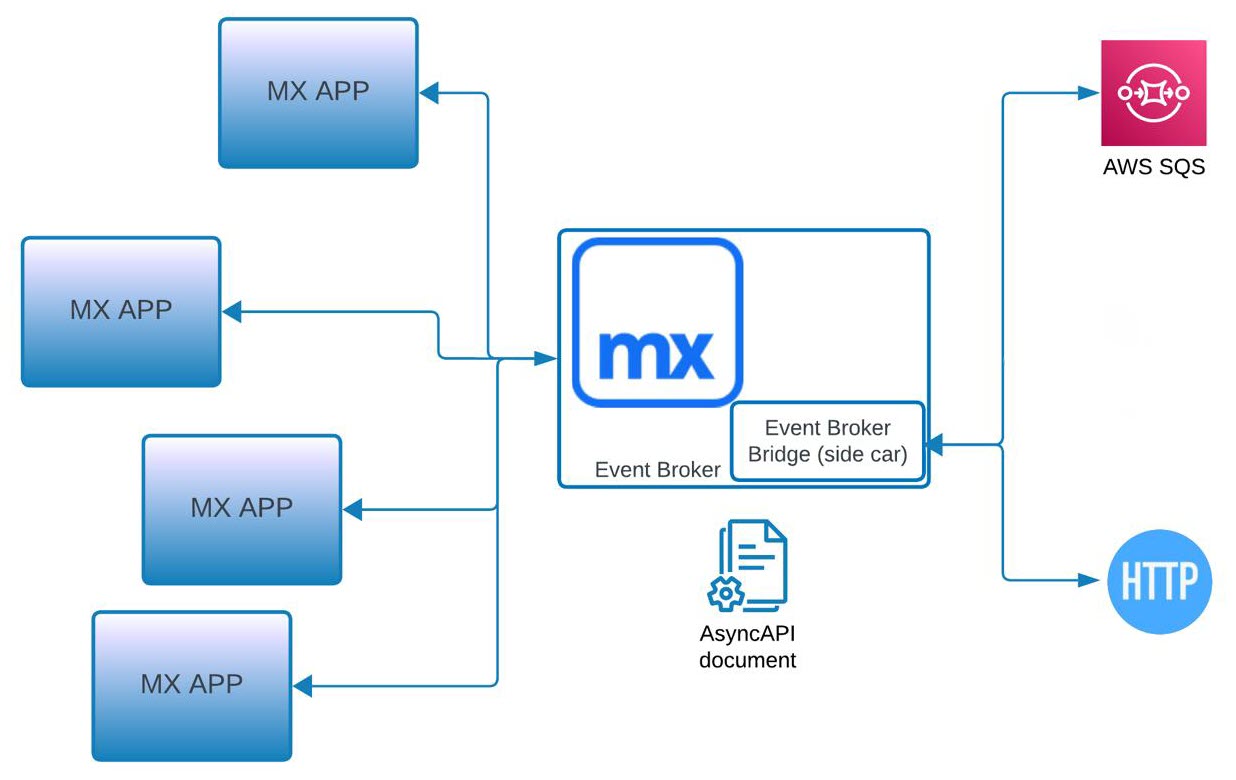 MX APP
AWS SQS
MX APP
mx
Event Broker
Bridge (side car)
Event Broker
MX APP
HTTP
AsyncAPI
document
MX APP